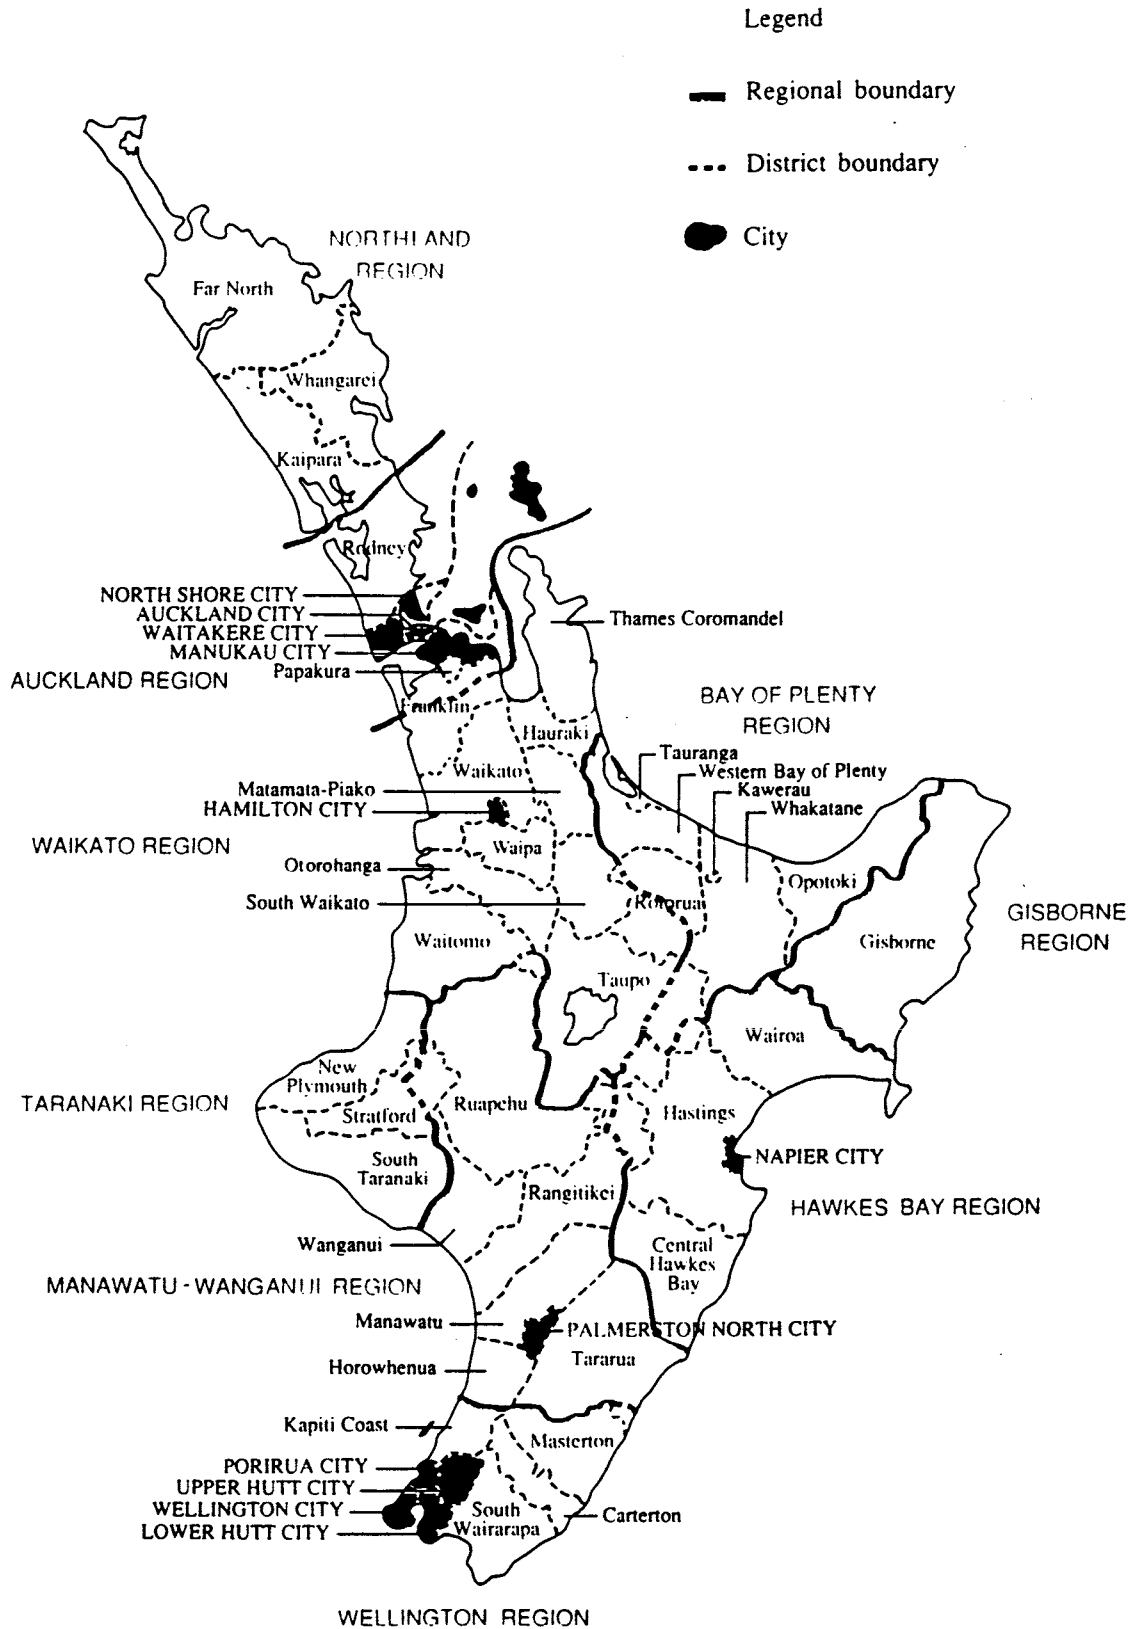 Legend
Regional boundary
District boundary
City
NORTHLAND
REGION
Far North
Whangarei
Kaipara
Rodney
NORTH SHORE CITY
AUCKLAND CITY
WAITAKERE CITY
MANUKAU CITY
Papakura
AUCKLAND REGION
Franklin
Thames Coromandel
BAY OF PLENTY
REGION
Hauraki
Tauranga
Waikato
Western Bay of Plenty
Matamata-Piako
Kawerau
HAMILTON CITY
Whakatane
WAIKATO REGION
Waipa
Otorohanga
Opotoki
South Waikato
Rotorua
GISBORNE
REGION
Waitomo
Gisborne
Taupo
Wairoa
New
Plymouth
TARANAKI REGION
Stratford
Ruapehu
Hastings
South
Taranaki
NAPIER CITY
Rangitikei
HAWKES BAY REGION
Wanganui
Central
Hawkes
Bay
MANAWATU - WANGANUI REGION
Manawatu
PALMERSTON NORTH CITY
Tararua
Horowhenua
Kapiti Coast
Masterton
PORIRUA CITY
UPPER HUTT CITY
WELLINGTON CITY
South
Wairarapa
Carterton
LOWER HUTT CITY
WELLINGTON REGION